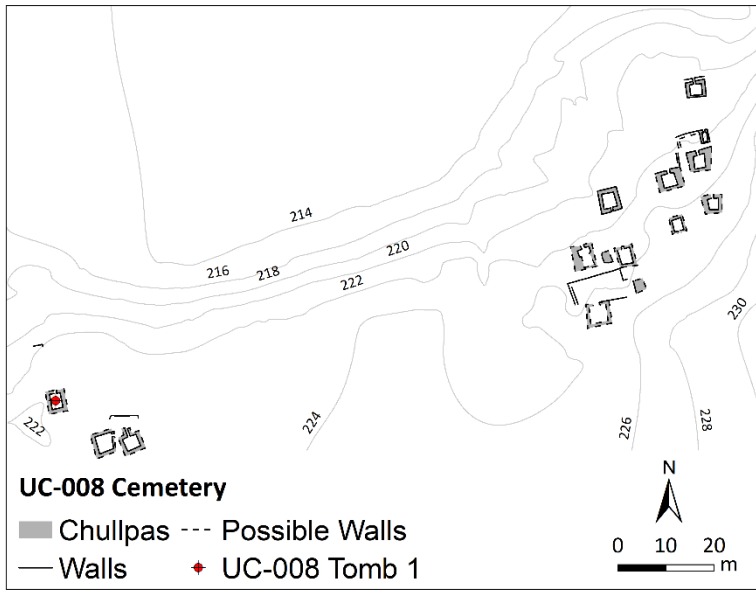 214
216
218
220
222
230
222
224
226
228
UC-008 Cemetery
Chullpas
Possible Walls
Walls
UC-008 Tomb 1
N
0 10 20
m